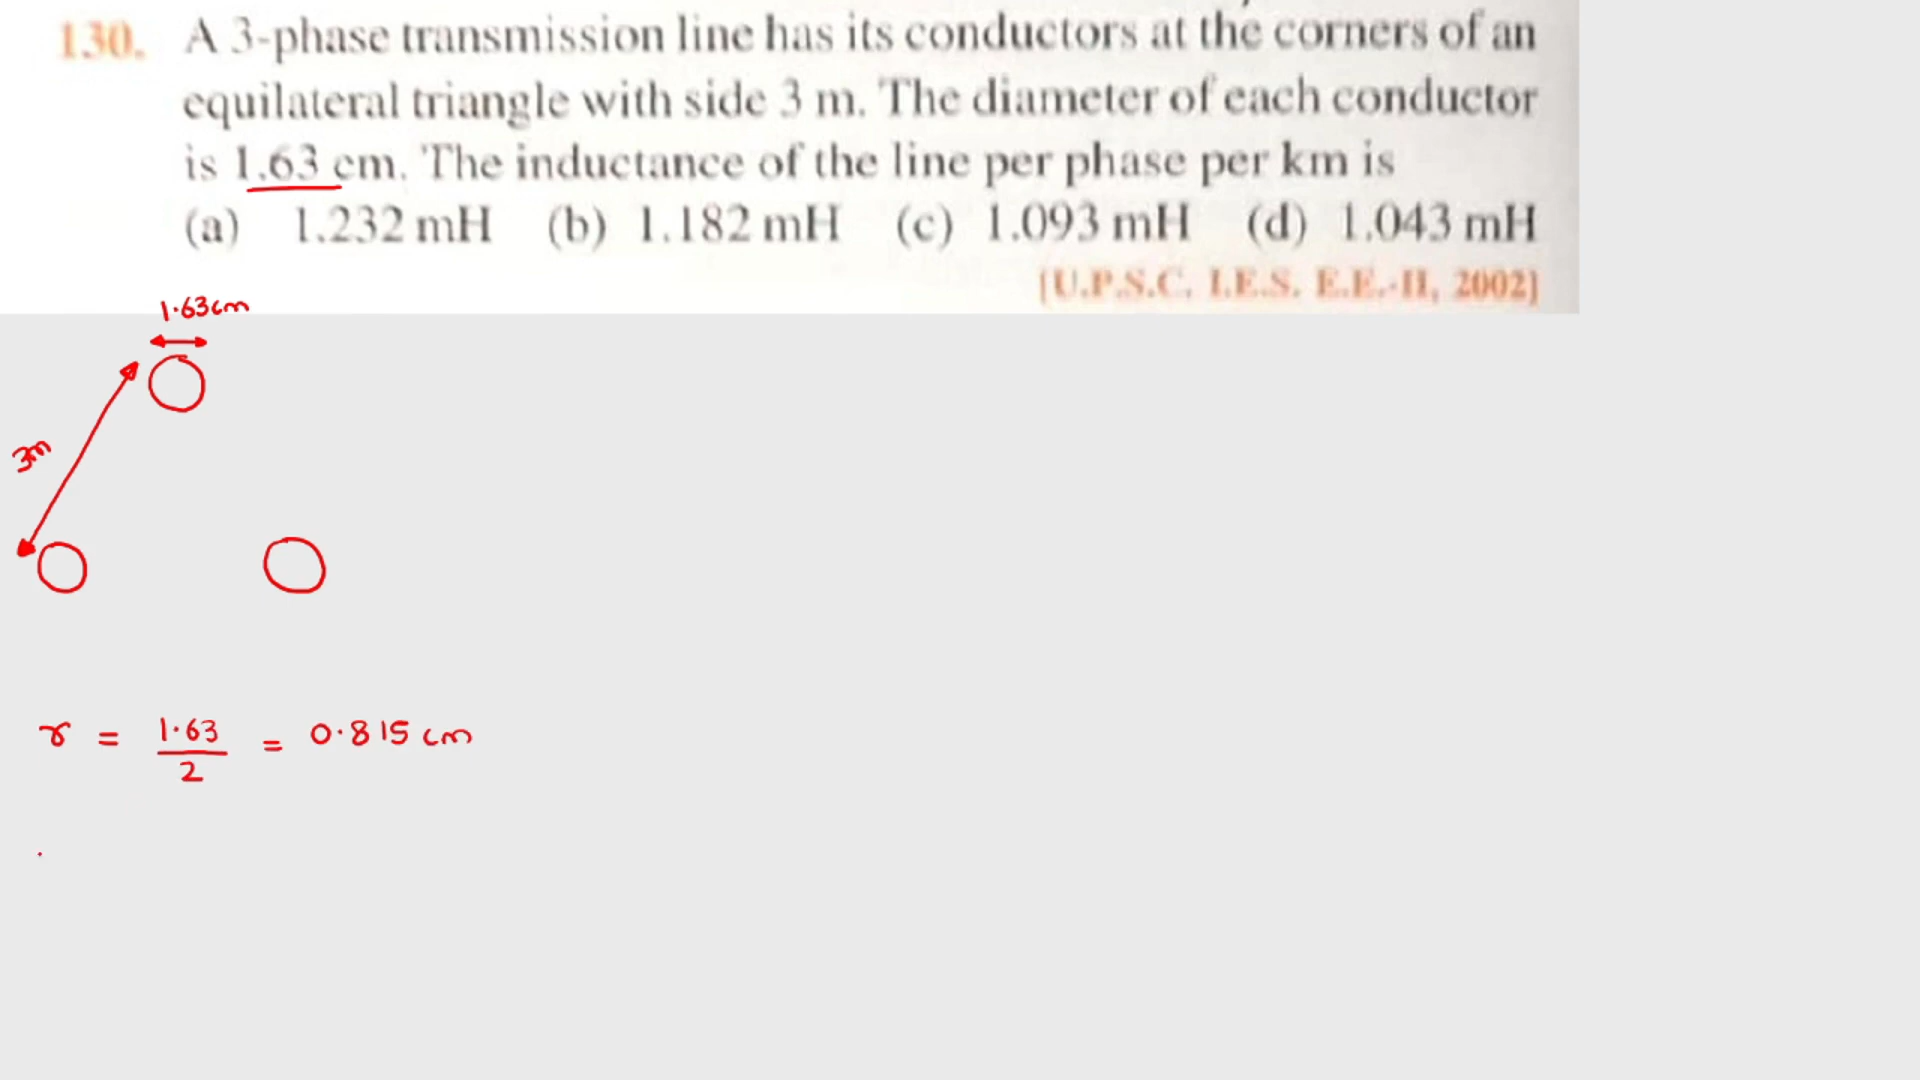 130. A 3-phase transmission line has its conductors at the corners of an
equilateral triangle with side 3 m. The diameter of each conductor
is 1.63 cm. The inductance of the line per phase per km is
(a) 1.232 mH (b) 1.182 mH (c) 1.093 mH (d) 1.043 mH
[U.P.S.C. I.E.S. E.E.-II, 2002]
1.63cm
3m
r = 1.63/2 = 0.815 cm